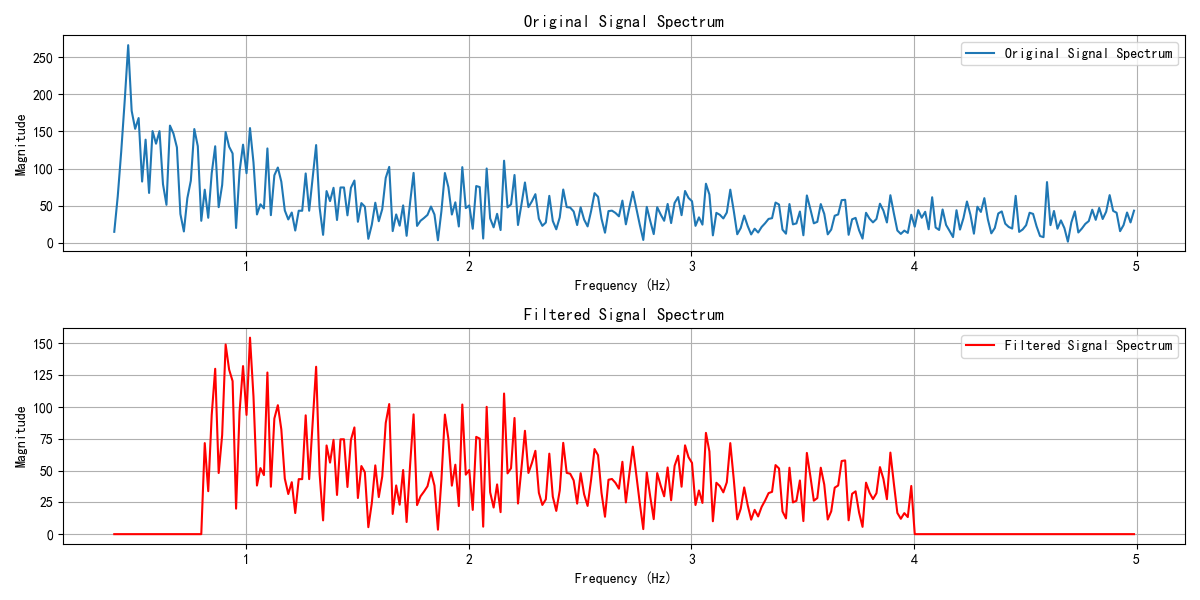 Original Signal Spectrum
Original Signal Spectrum
Magnitude
250
200
150
100
50
0
1
2
3
4
5
Frequency (Hz)
Filtered Signal Spectrum
Filtered Signal Spectrum
Magnitude
150
125
100
75
50
25
0
1
2
3
4
5
Frequency (Hz)